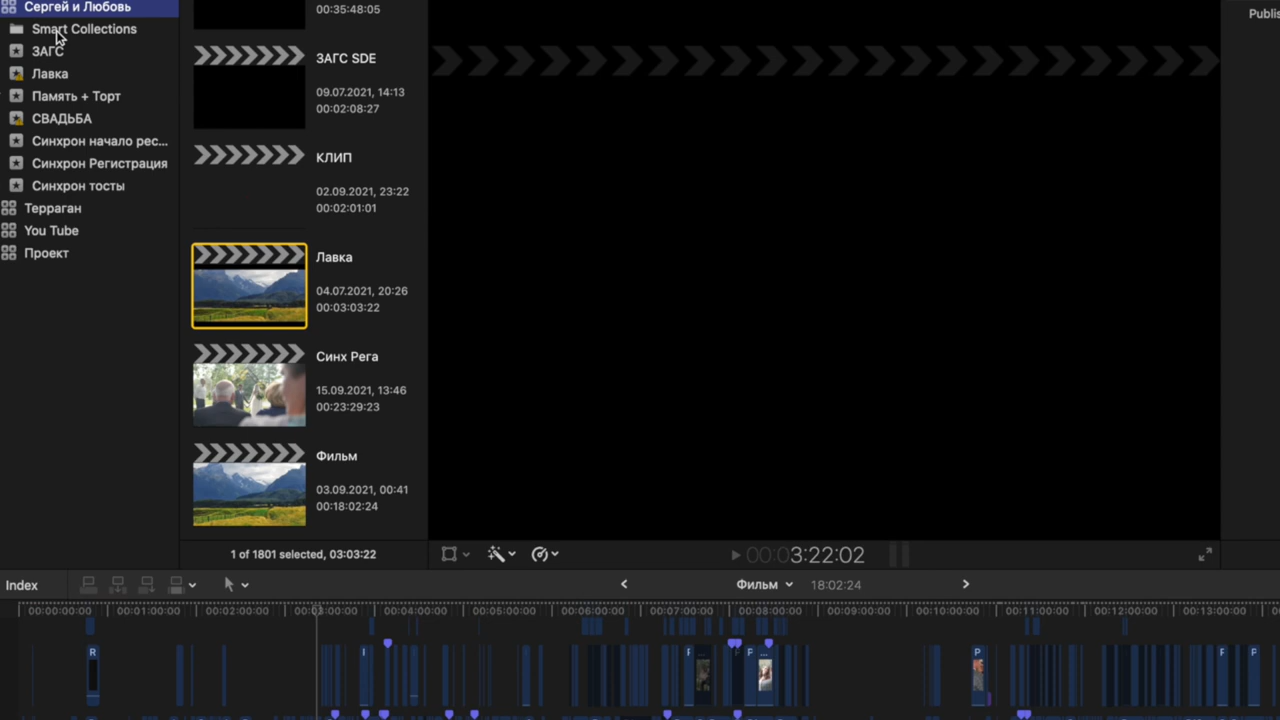 Сергей и Любовь
Smart Collections
ЗАГС
Лавка
Память + Торт
СВАДЬБА
Синхрон начало рес...
Синхрон Регистрация
Синхрон тосты
Терраган
You Tube
Проект
00:35:48:05
ЗАГС SDE
09.07.2021, 14:13
00:02:08:27
КЛИП
02.09.2021, 23:22
00:02:01:01
Лавка
04.07.2021, 20:26
00:03:03:22
Синх Рега
15.09.2021, 13:46
00:23:29:23
Фильм
03.09.2021, 00:41
00:18:02:24
1 of 1801 selected, 03:03:22
00:03:22:02
Index
Фильм
18:02:24
00:00:00:00 00:01:00:00 00:02:00:00 00:03:00:00 00:04:00:00 00:05:00:00 00:06:00:00 00:07:00:00 00:08:00:00 00:09:00:00 00:10:00:00 00:11:00:00 00:12:00:00 00:13:00:00
R
P